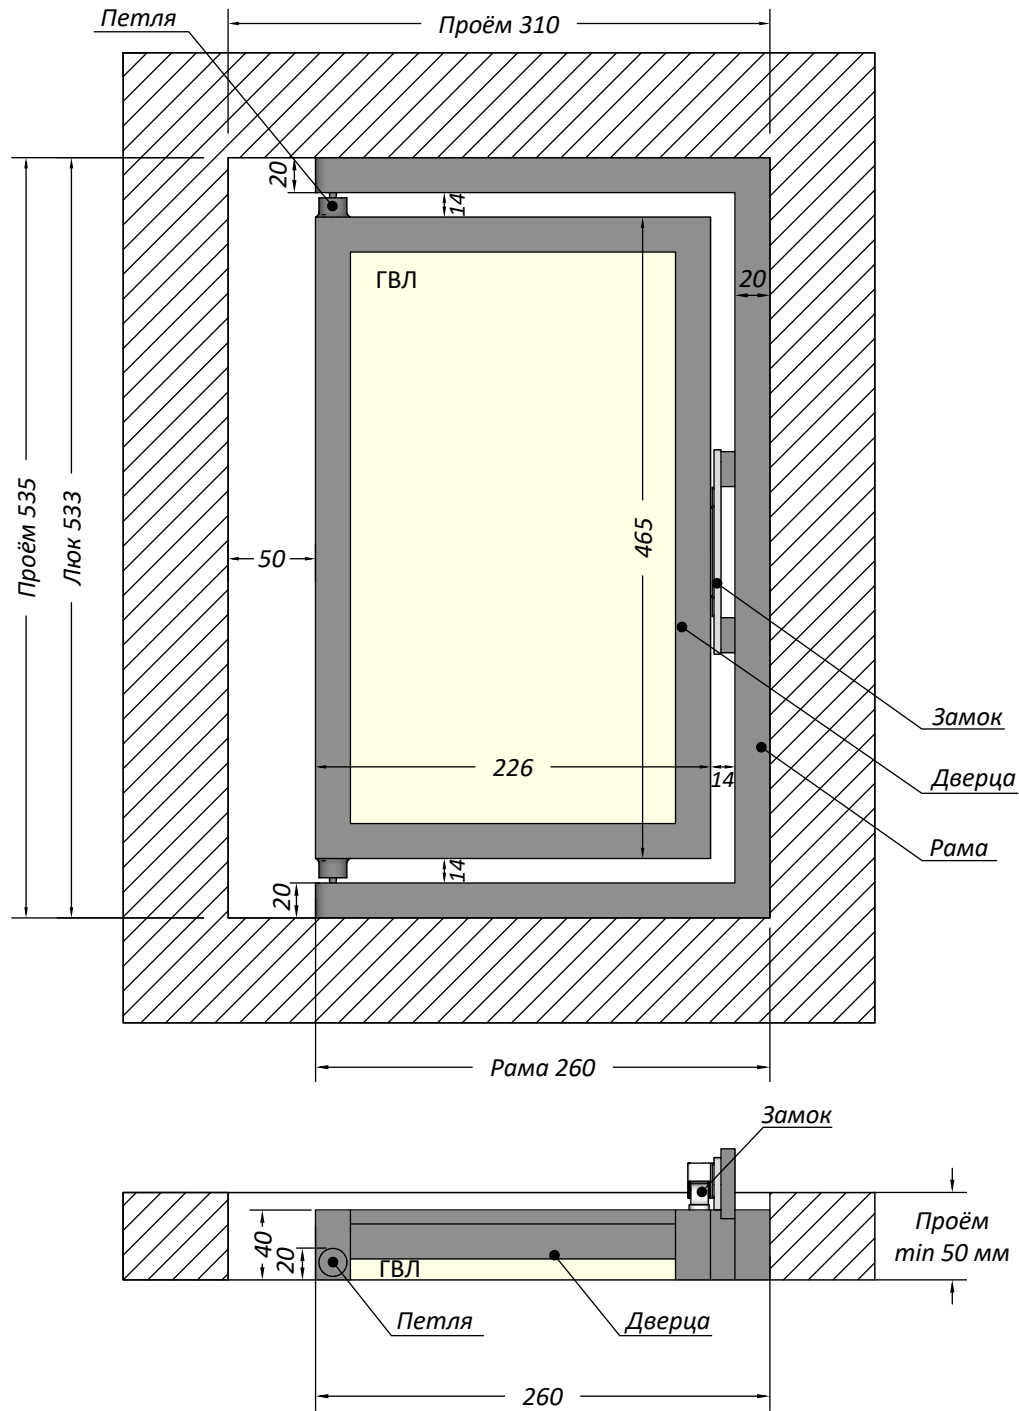 Петля
Проём 310
20
14
ГВЛ
20
Проём 535
Люк 533
50
465
Замок
226
14
Дверца
Рама
14
20
Рама 260
Замок
Проём
min 50 мм
40
20
ГВЛ
Петля
Дверца
260